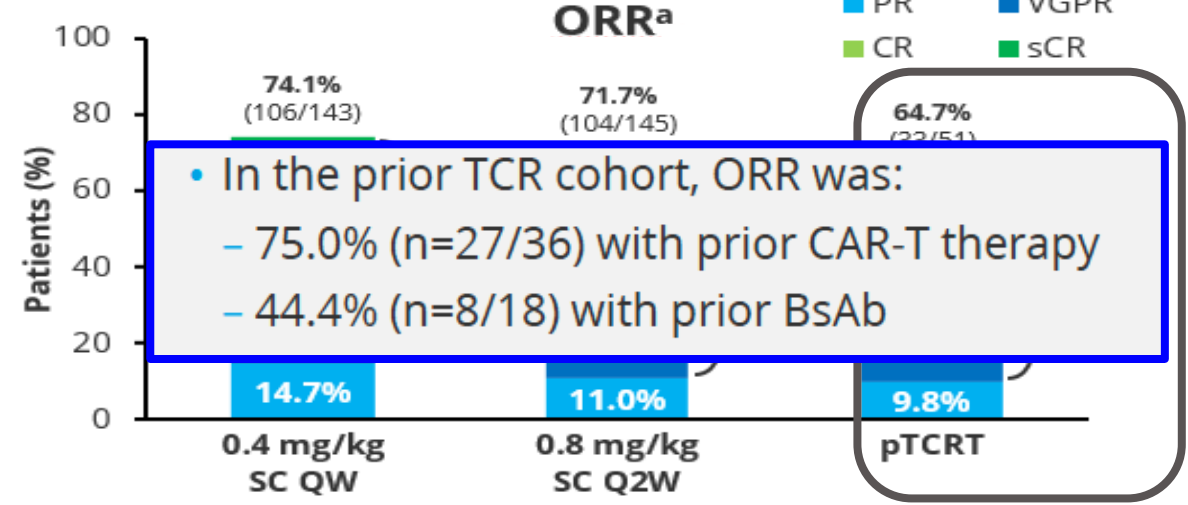 ORRa
PR VGPR
CR sCR
100
80
60
40
20
0
Patients (%)
74.1%
(106/143)
71.7%
(104/145)
64.7%
(33/51)
• In the prior TCR cohort, ORR was:
– 75.0% (n=27/36) with prior CAR-T therapy
– 44.4% (n=8/18) with prior BsAb
14.7%
11.0%
9.8%
0.4 mg/kg
SC QW
0.8 mg/kg
SC Q2W
pTCRT